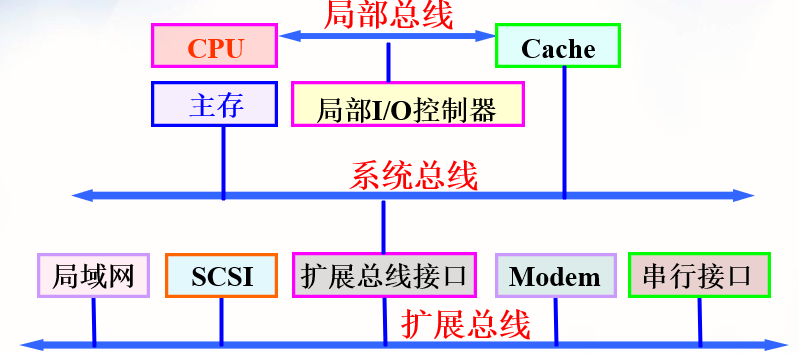 局部总线
CPU
Cache
主存
局部I/O控制器
系统总线
局域网
SCSI
扩展总线接口
Modem
串行接口
扩展总线